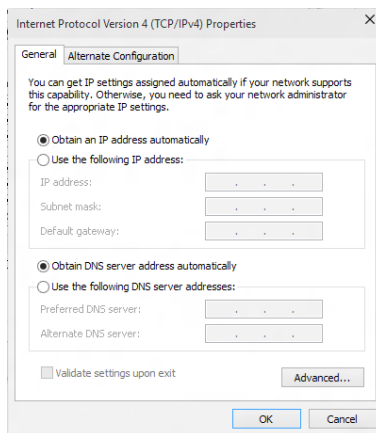 Internet Protocol Version 4 (TCP/IPv4) Properties
General
Alternate Configuration
You can get IP settings assigned automatically if your network supports
this capability. Otherwise, you need to ask your network administrator
for the appropriate IP settings.
Obtain an IP address automatically
Use the following IP address:
IP address:
Subnet mask:
Default gateway:
Obtain DNS server address automatically
Use the following DNS server addresses:
Preferred DNS server:
Alternate DNS server:
Validate settings upon exit
Advanced...
OK
Cancel